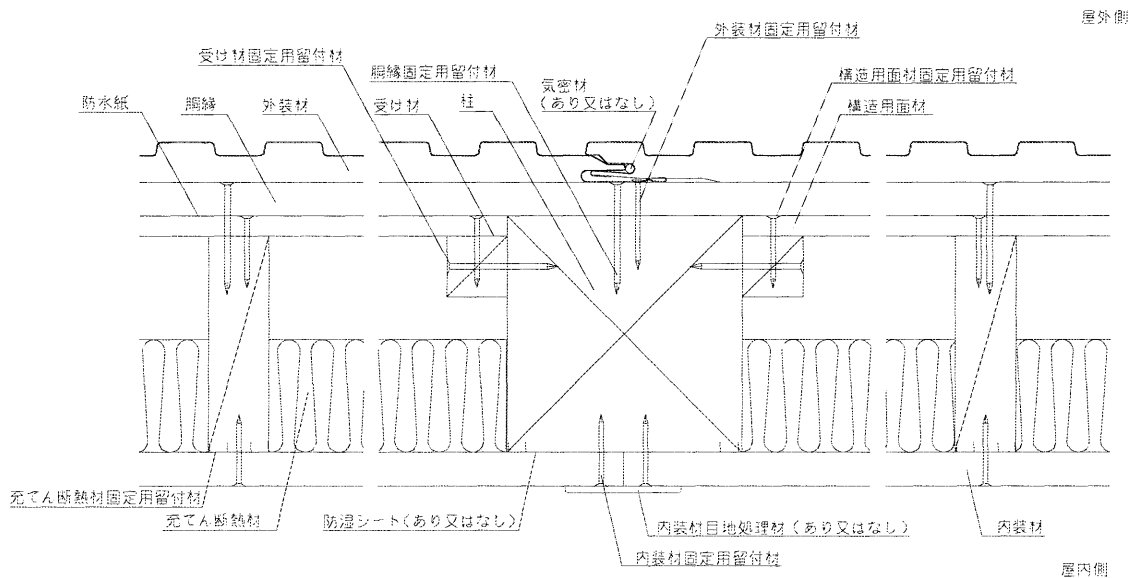 屋外側
外装材固定用留付材
受け材固定用留付材
胴縁固定用留付材
気密材
(あり又はなし)
構造用面材固定用留付材
防水紙
胴縁
外装材
受け材
柱
構造用面材
充てん断熱材固定用留付材
充てん断熱材
防湿シート(あり又はなし)
内装材目地処理材(あり又はなし)
内装材
内装材固定用留付材
屋内側